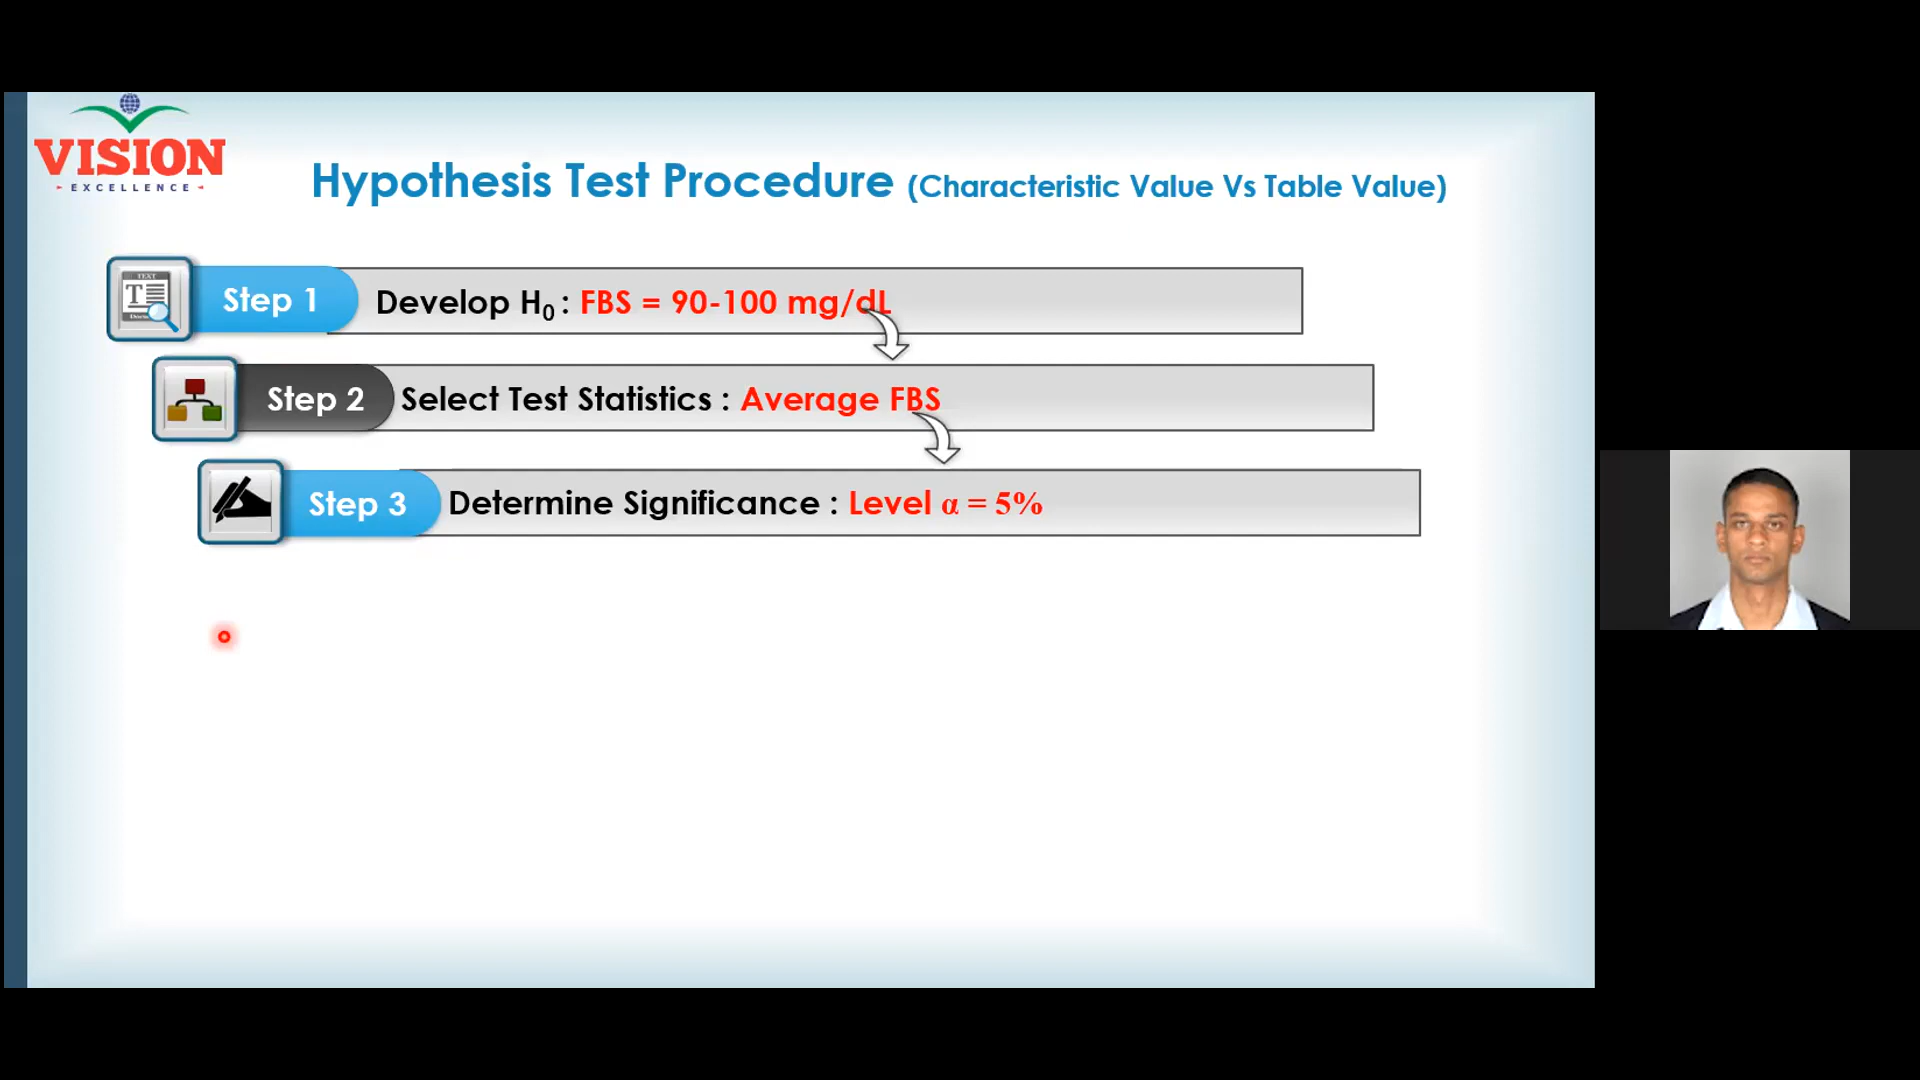 VISION
EXCELLENCE
Hypothesis Test Procedure (Characteristic Value Vs Table Value)
Step 1 Develop H0 : FBS = 90-100 mg/dL
Step 2 Select Test Statistics : Average FBS
Step 3 Determine Significance : Level α = 5%
TEXT
T